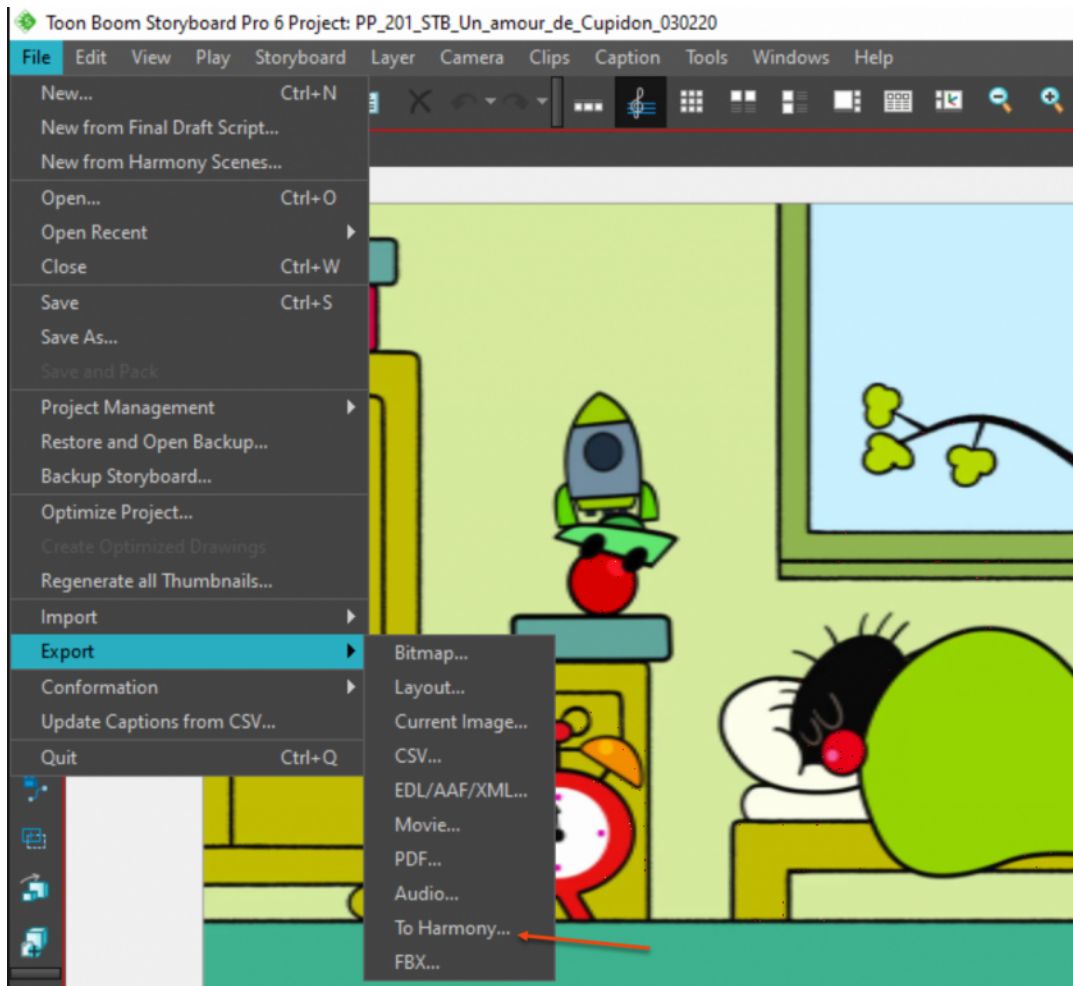 Toon Boom Storyboard Pro 6 Project: PP_201_STB_Un_amour_de_Cupidon_030220
File Edit View Play Storyboard Layer Camera Clips Caption Tools Windows Help
New... Ctrl+N
New from Final Draft Script...
New from Harmony Scenes...
Open... Ctrl+O
Open Recent
Close Ctrl+W
Save Ctrl+S
Save As...
Save and Pack
Project Management
Restore and Open Backup...
Backup Storyboard...
Optimize Project...
Create Optimized Drawings
Regenerate all Thumbnails...
Import
Export
Conformation
Update Captions from CSV...
Quit Ctrl+Q
Bitmap...
Layout...
Current Image...
CSV...
EDL/AAF/XML...
Movie...
PDF...
Audio...
To Harmony...
FBX...